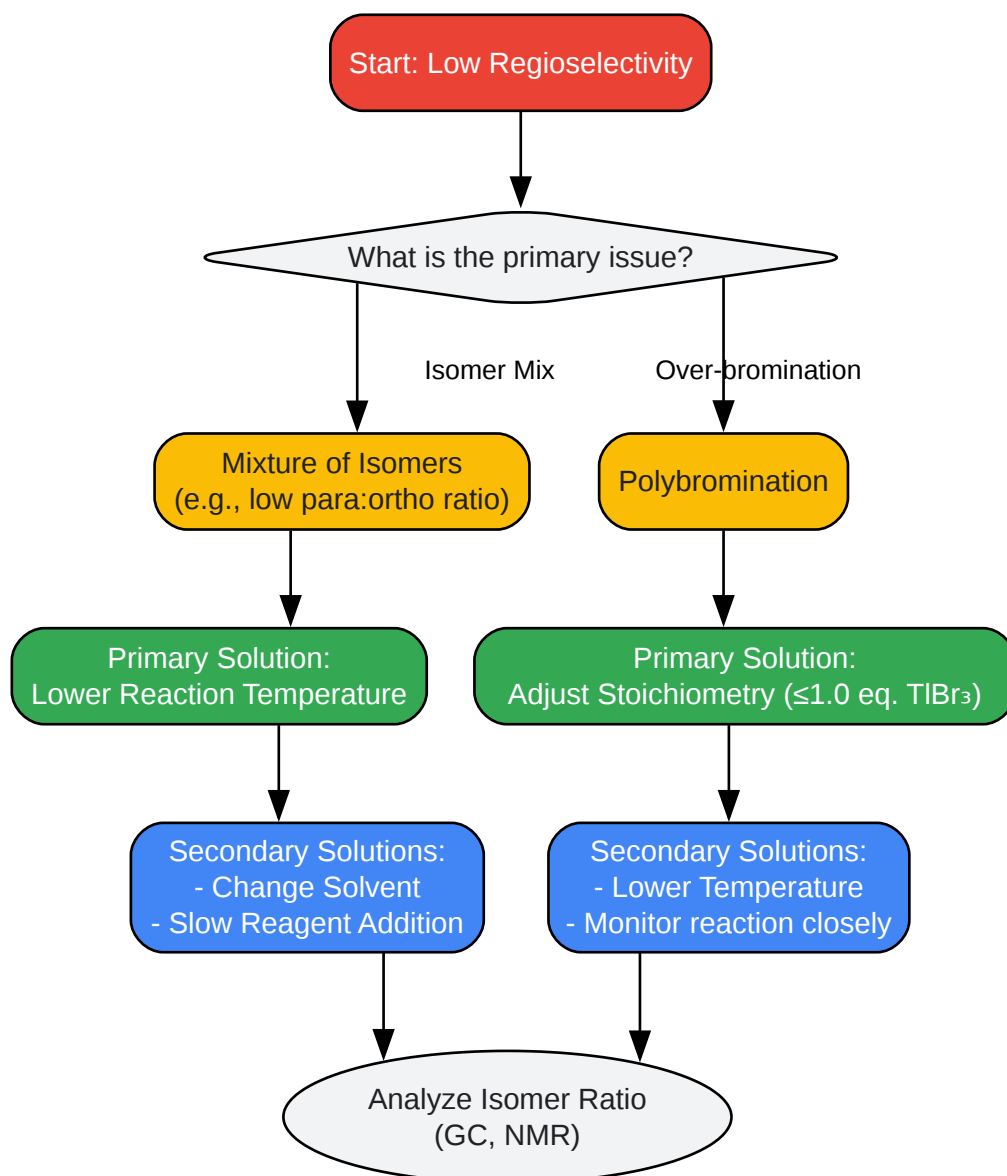 Start: Low Regioselectivity
What is the primary issue?
Isomer Mix
Over-bromination
Mixture of Isomers
(e.g., low para:ortho ratio)
Polybromination
Primary Solution:
Lower Reaction Temperature
Primary Solution:
Adjust Stoichiometry (≤1.0 eq. TlBr₃)
Secondary Solutions:
- Change Solvent
- Slow Reagent Addition
Secondary Solutions:
- Lower Temperature
- Monitor reaction closely
Analyze Isomer Ratio
(GC, NMR)